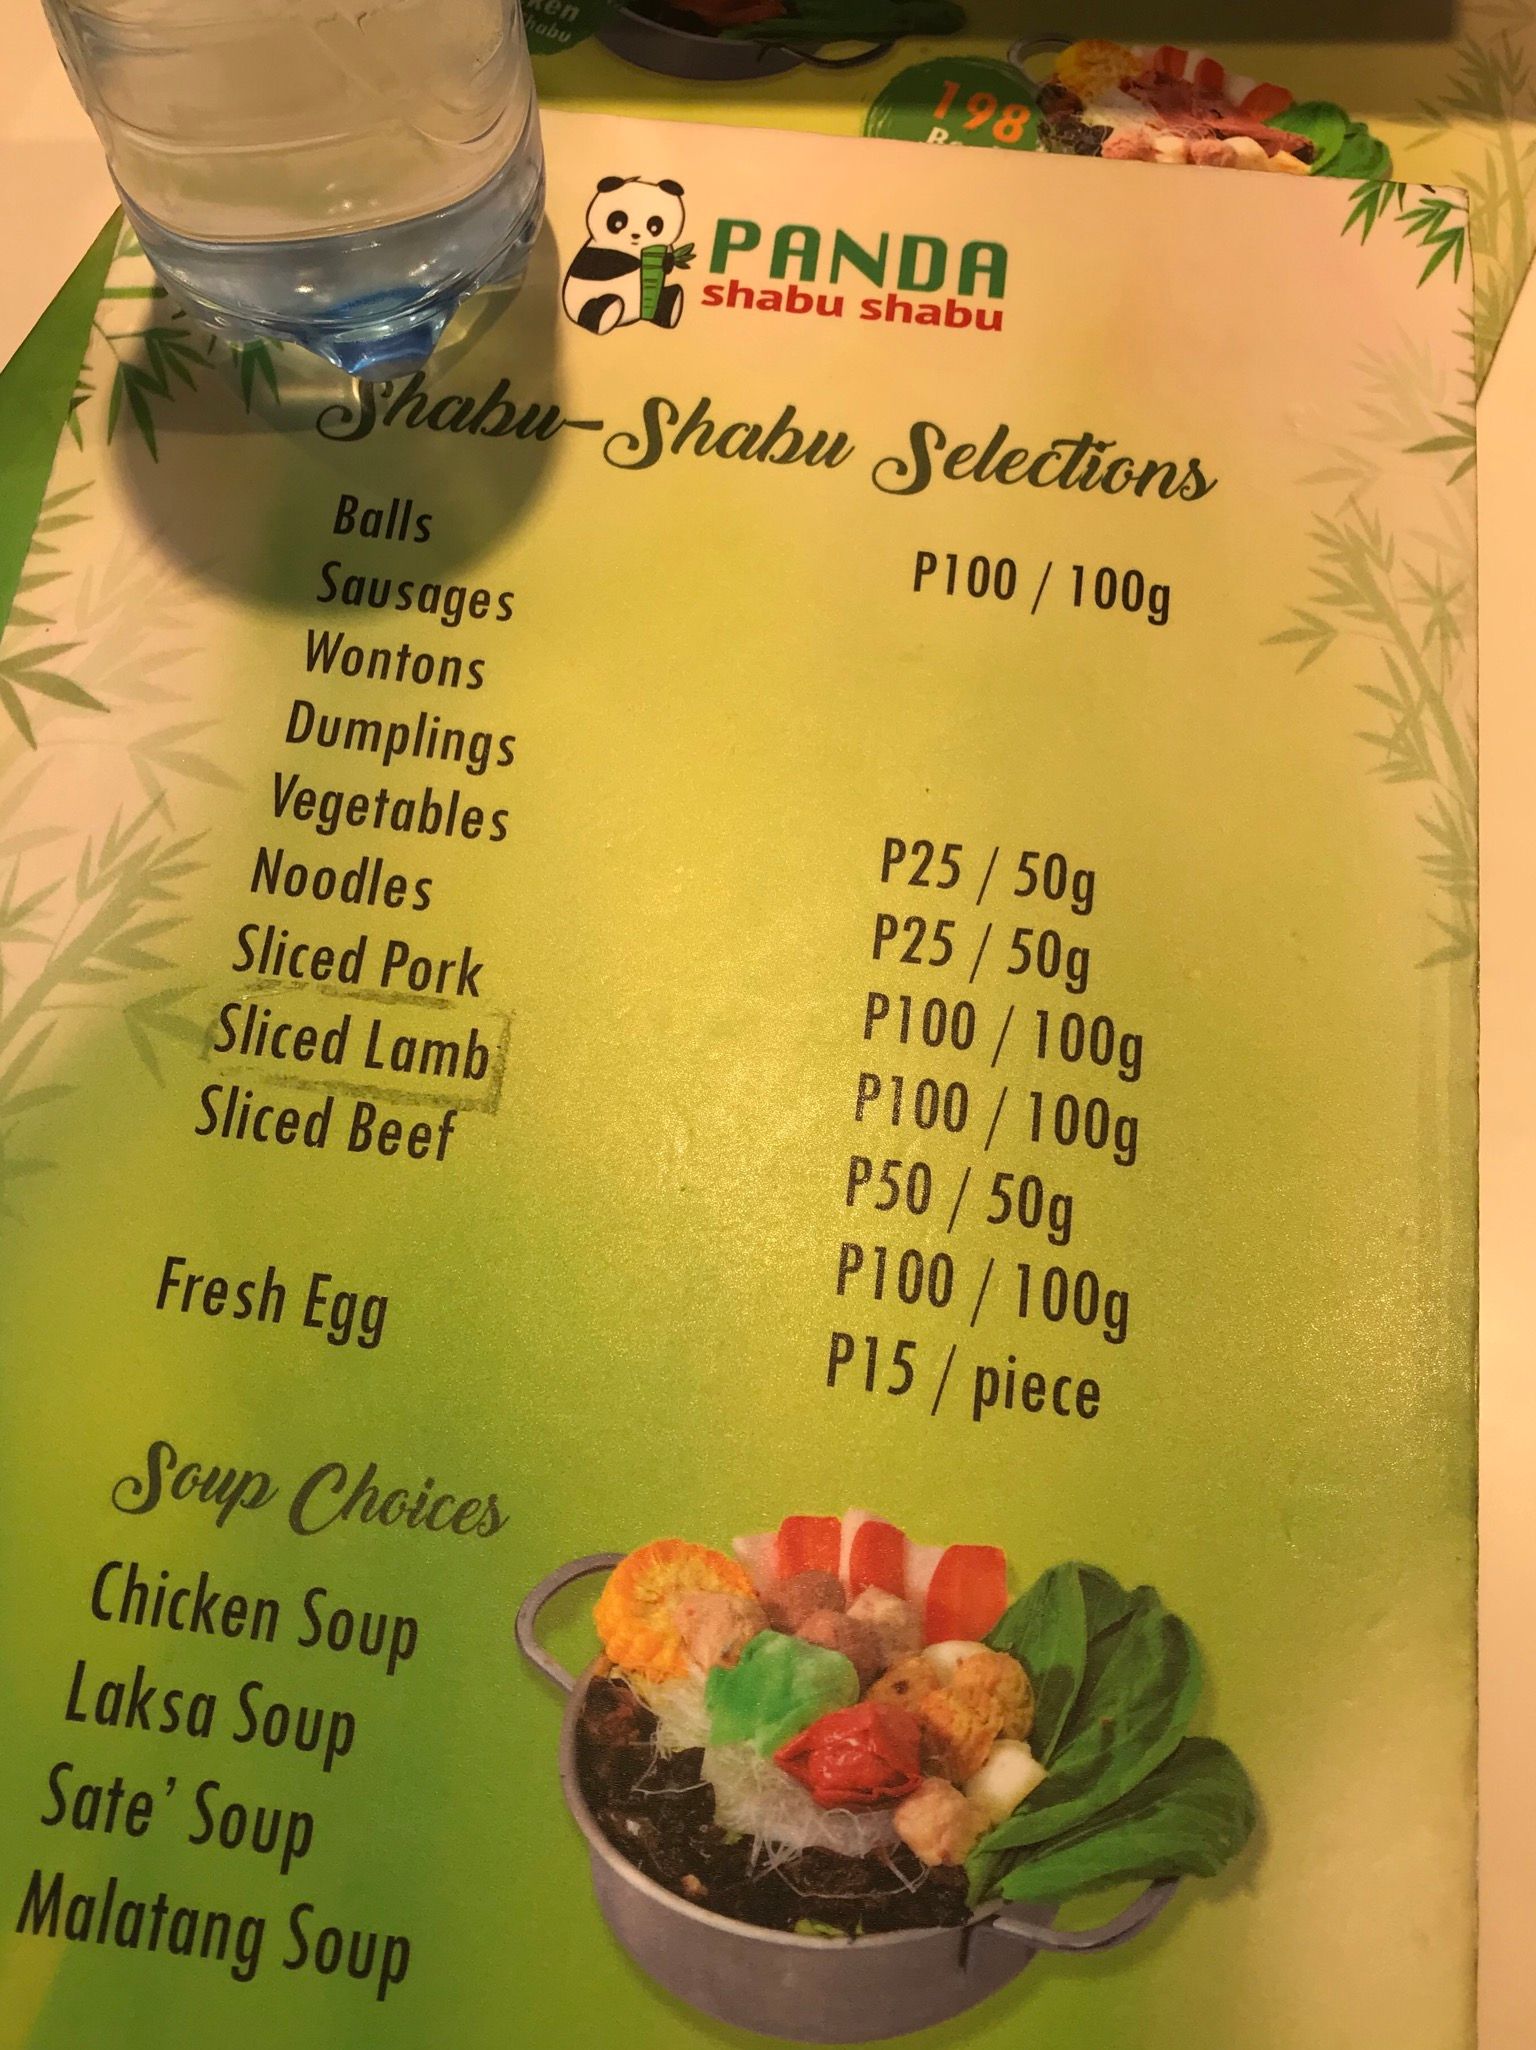 198
PANDA
shabu shabu
Shabu-Shabu Selections
Balls
P100 / 100g
Sausages
Wontons
Dumplings
Vegetables
P25 / 50g
Noodles
P25 / 50g
Sliced Pork
P100 / 100g
Sliced Lamb
P100 / 100g
Sliced Beef
P50 / 50g
P100 / 100g
Fresh Egg
P15 / piece
Soup Choices
Chicken Soup
Laksa Soup
Sate' Soup
Malatang Soup